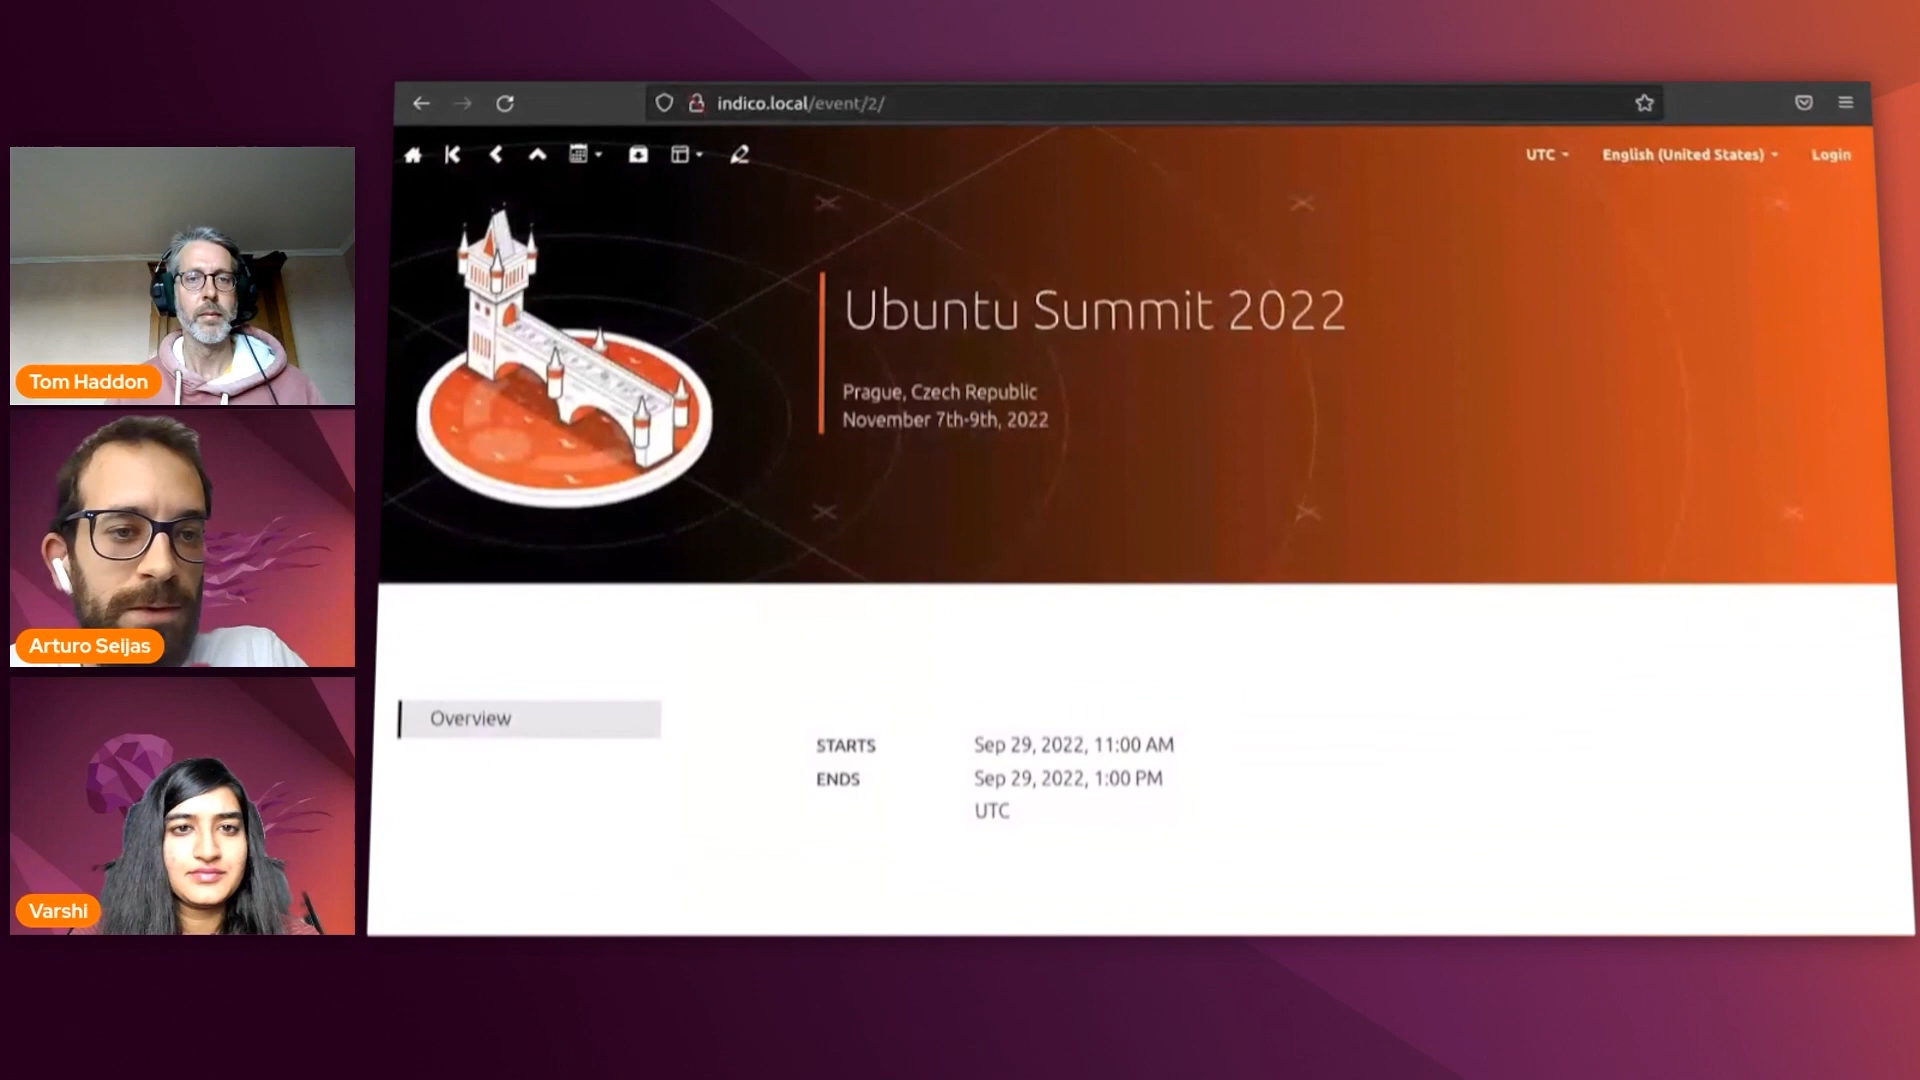 indico.local/event/2/
UTC
English (United States)
Login
Ubuntu Summit 2022
Prague, Czech Republic
November 7th-9th, 2022
Overview
STARTS Sep 29, 2022, 11:00 AM
ENDS Sep 29, 2022, 1:00 PM
UTC
Tom Haddon
Arturo Seijas
Varshi